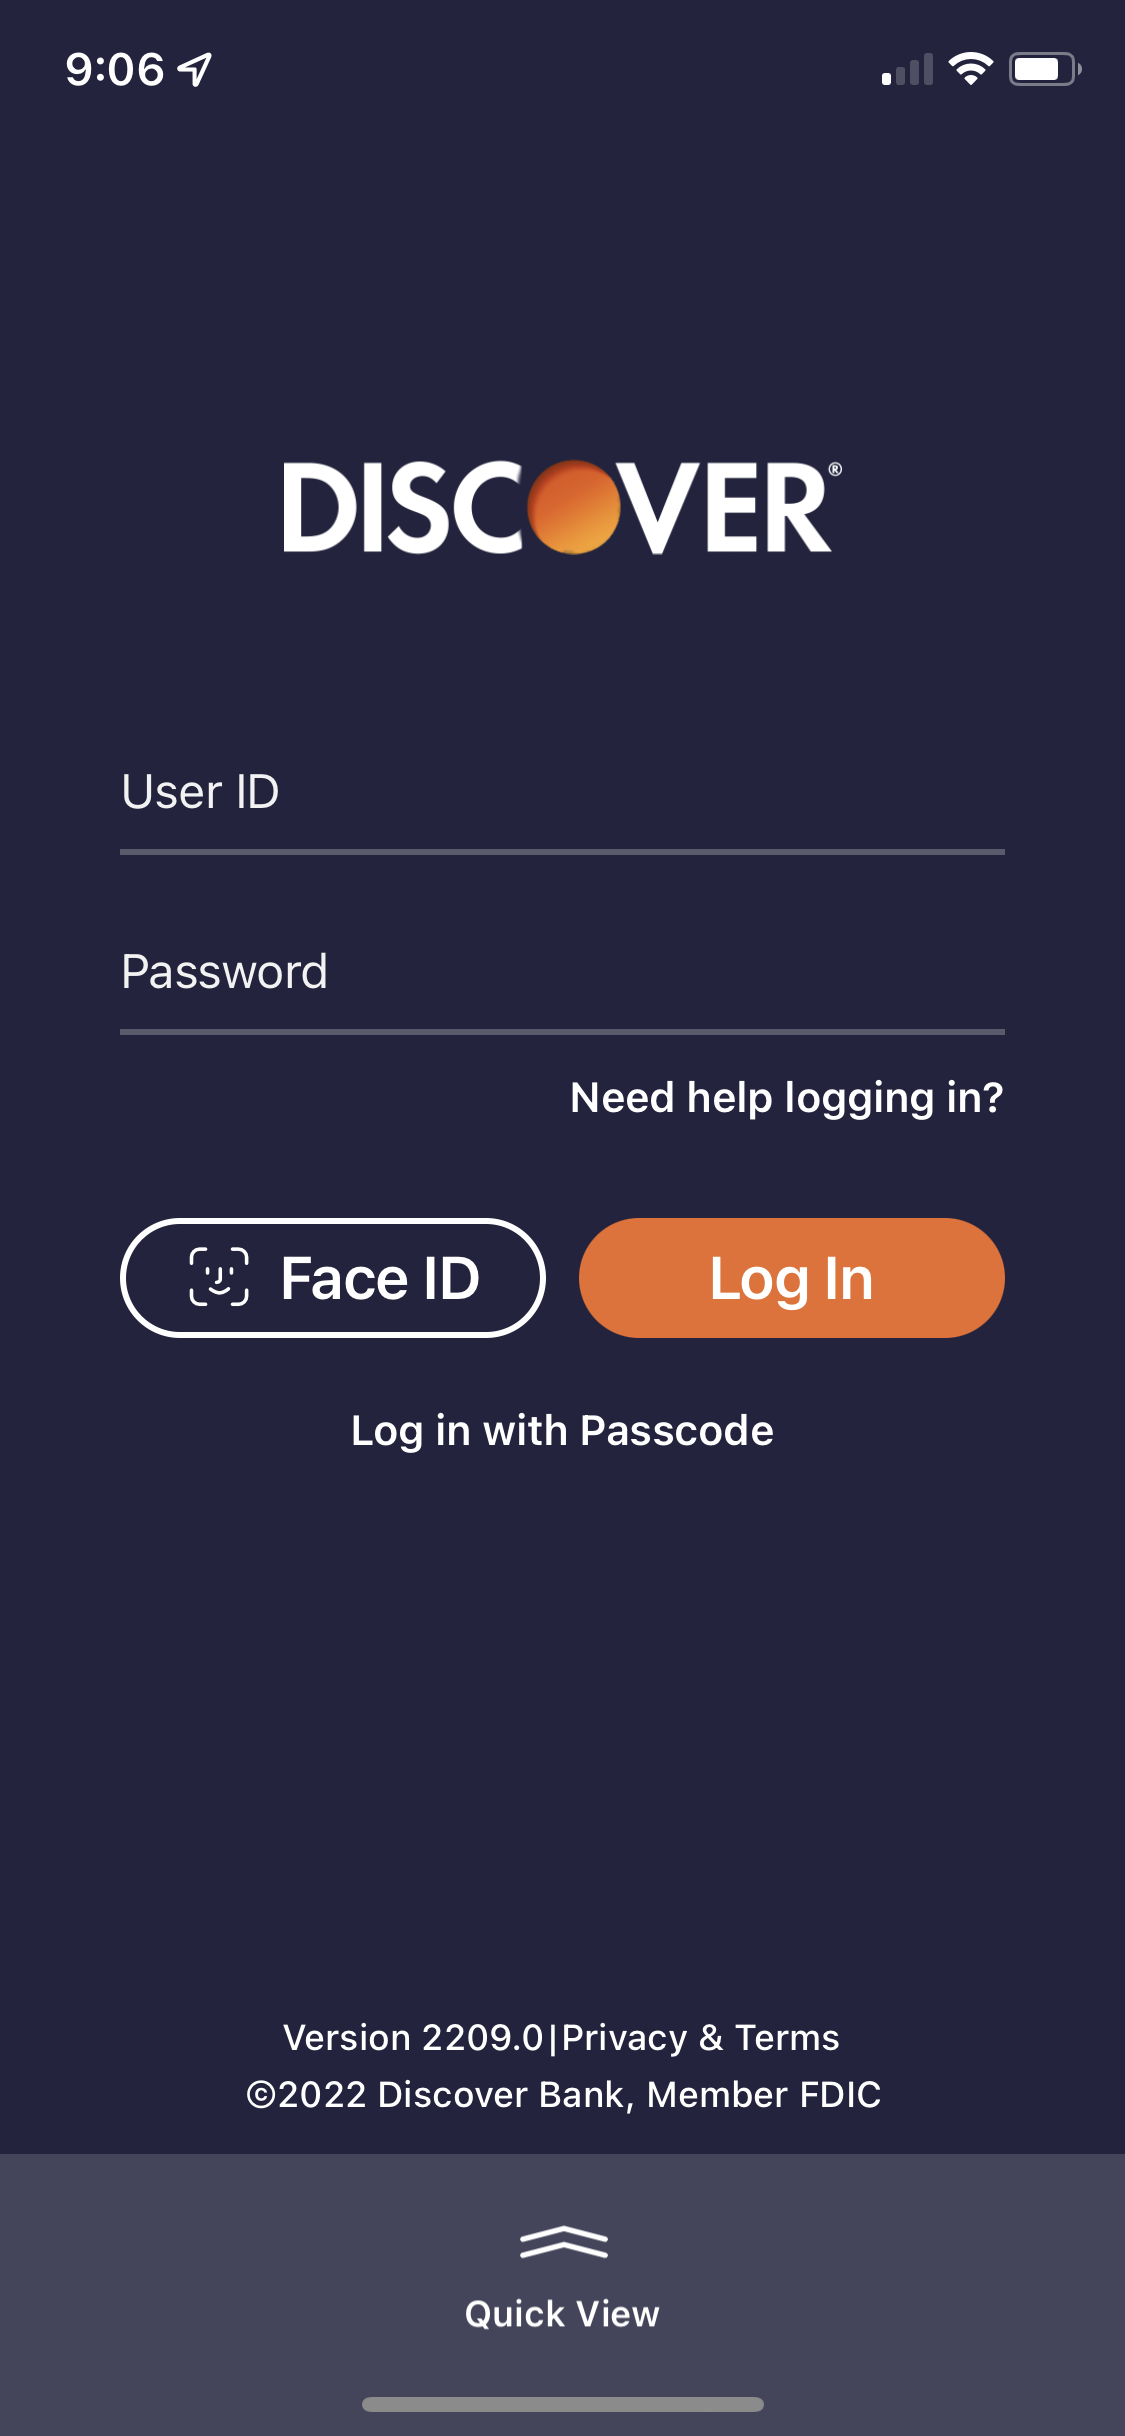 9:06
DISCOVER®
User ID
Password
Need help logging in?
Face ID
Log In
Log in with Passcode
Version 2209.0|Privacy & Terms
©2022 Discover Bank, Member FDIC
Quick View